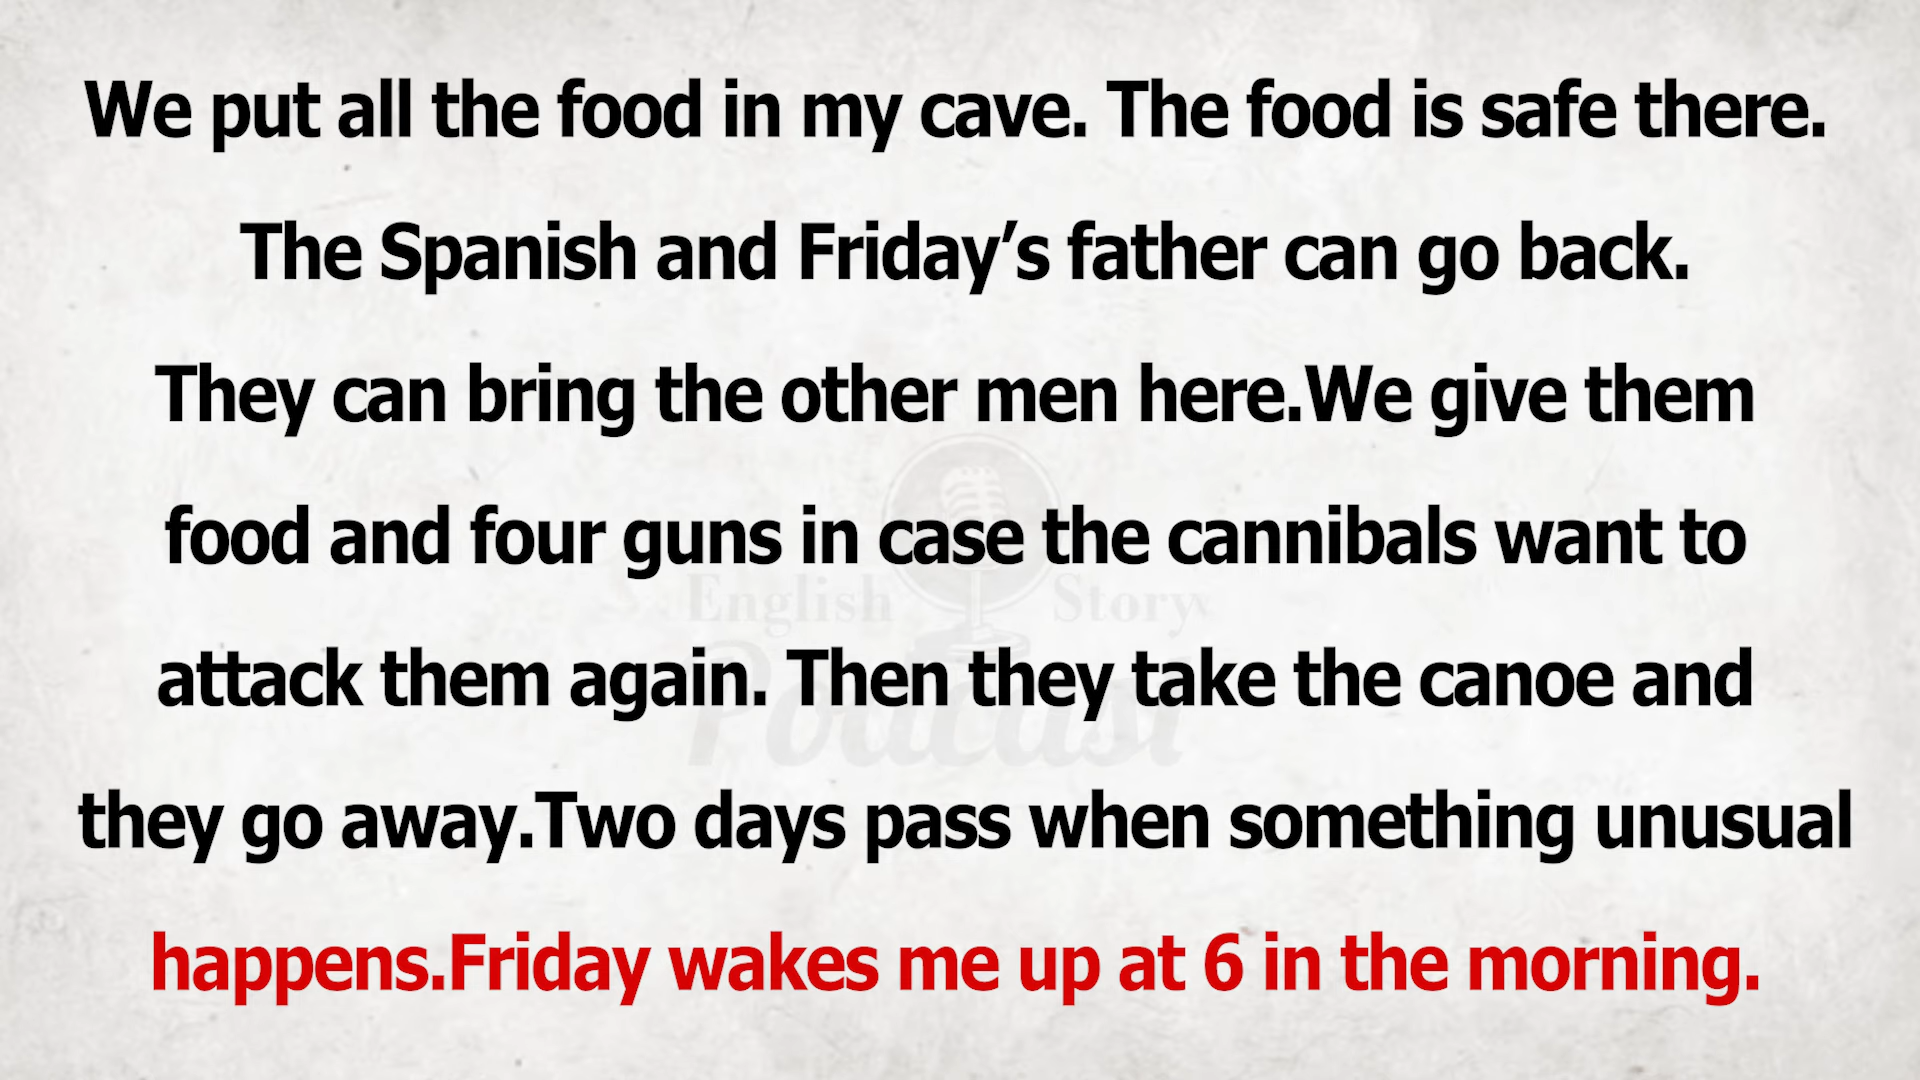 We put all the food in my cave. The food is safe there.
The Spanish and Friday’s father can go back.
They can bring the other men here.We give them
food and four guns in case the cannibals want to
English Story
attack them again. Then they take the canoe and
Podcast
they go away.Two days pass when something unusual
happens.Friday wakes me up at 6 in the morning.